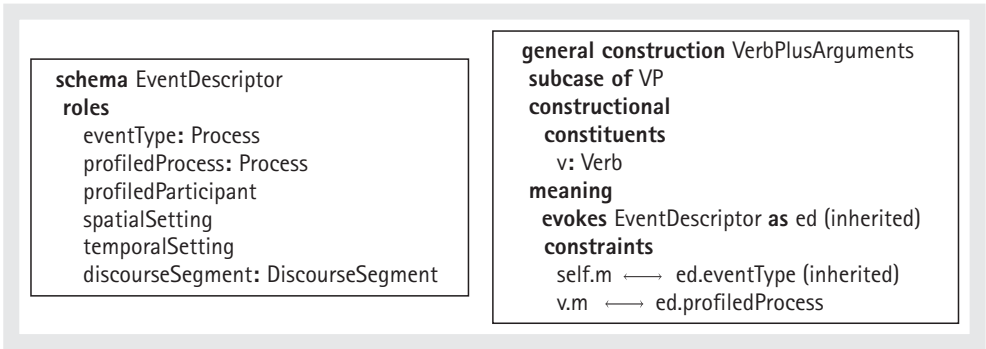 schema EventDescriptor
roles
eventType: Process
profiledProcess: Process
profiledParticipant
spatialSetting
temporalSetting
discourseSegment: DiscourseSegment
general construction VerbPlusArguments
subcase of VP
constructional
constituents
v: Verb
meaning
evokes EventDescriptor as ed (inherited)
constraints
self.m ⟷ ed.eventType (inherited)
v.m ⟷ ed.profiledProcess